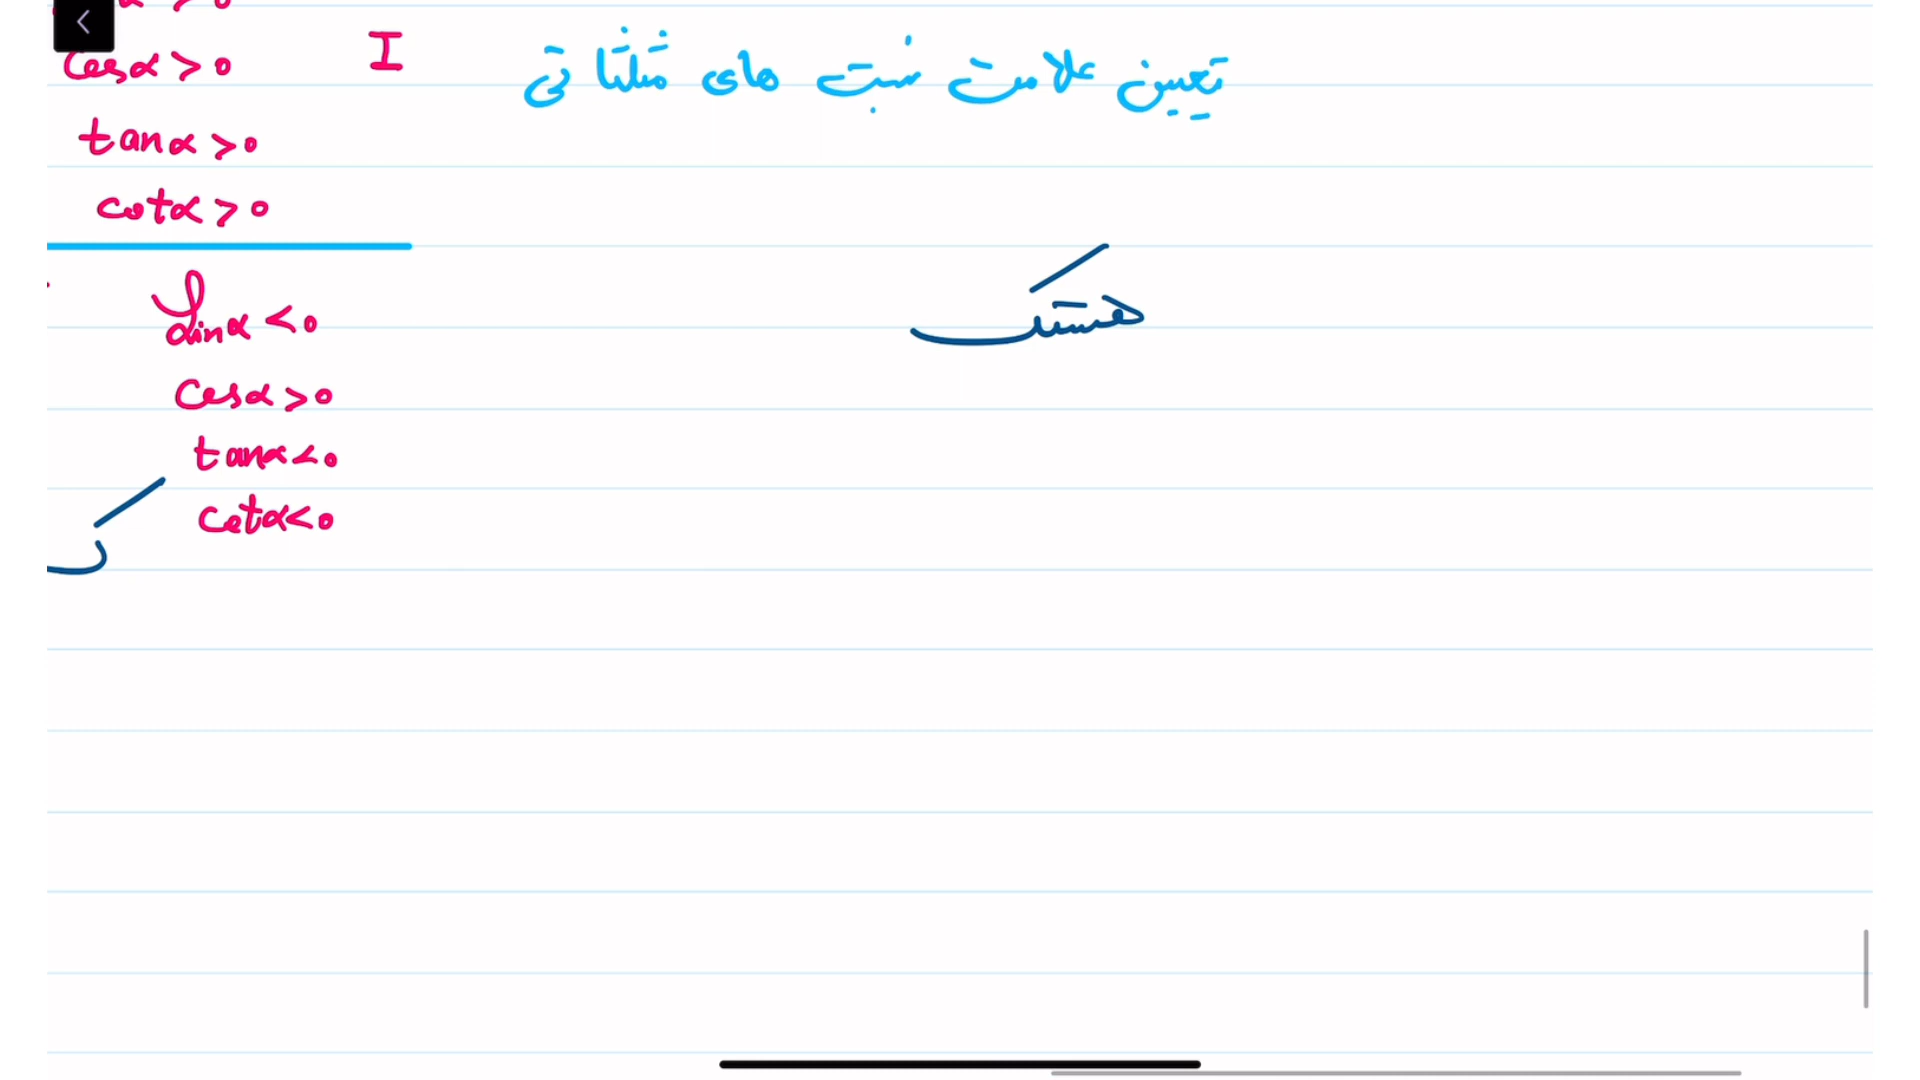 تعیین علامت نسبت های مثلثاتی
I
cosα>0
tanα>0
cotα>0
sinα<0
cosα>0
tanα<0
cotα<0